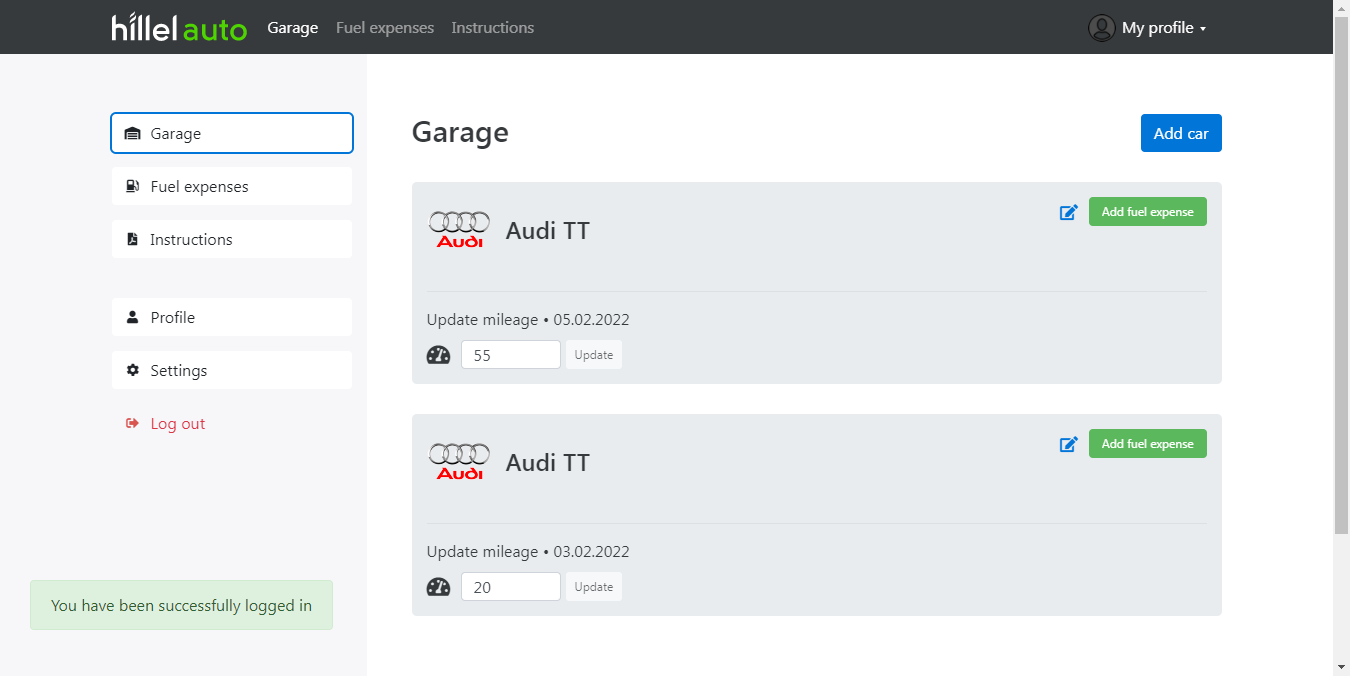 hillel auto Garage Fuel expenses Instructions My profile
Garage
Fuel expenses
Instructions
Profile
Settings
Log out
You have been successfully logged in
Garage Add car
Audi Audi TT Add fuel expense
Update mileage • 05.02.2022
55 Update
Audi Audi TT Add fuel expense
Update mileage • 03.02.2022
20 Update